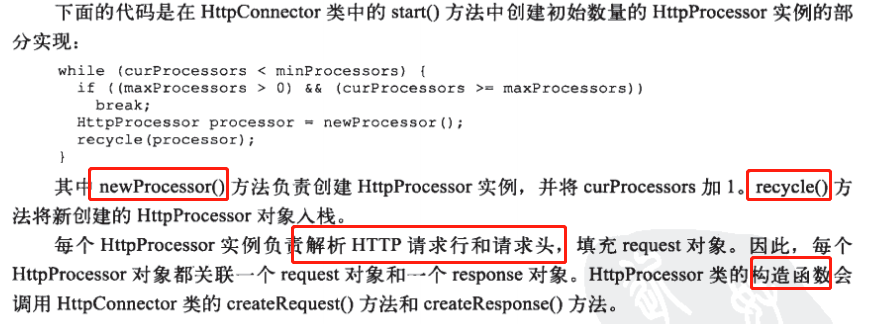 下面的代码是在 HttpConnector 类中的 start() 方法中创建初始数量的 HttpProcessor 实例的部
分实现：
while (curProcessors < minProcessors) {
if ((maxProcessors > 0) && (curProcessors >= maxProcessors))
break;
HttpProcessor processor = newProcessor();
recycle(processor);
}
其中 newProcessor() 方法负责创建 HttpProcessor 实例，并将 curProcessors 加 1。recycle() 方
法将新创建的 HttpProcessor 对象入栈。
每个 HttpProcessor 实例负责解析 HTTP 请求行和请求头，填充 request 对象。因此，每个
HttpProcessor 对象都关联一个 request 对象和一个 response 对象。HttpProcessor 类的构造函数会
调用 HttpConnector 类的 createRequest() 方法和 createResponse() 方法。